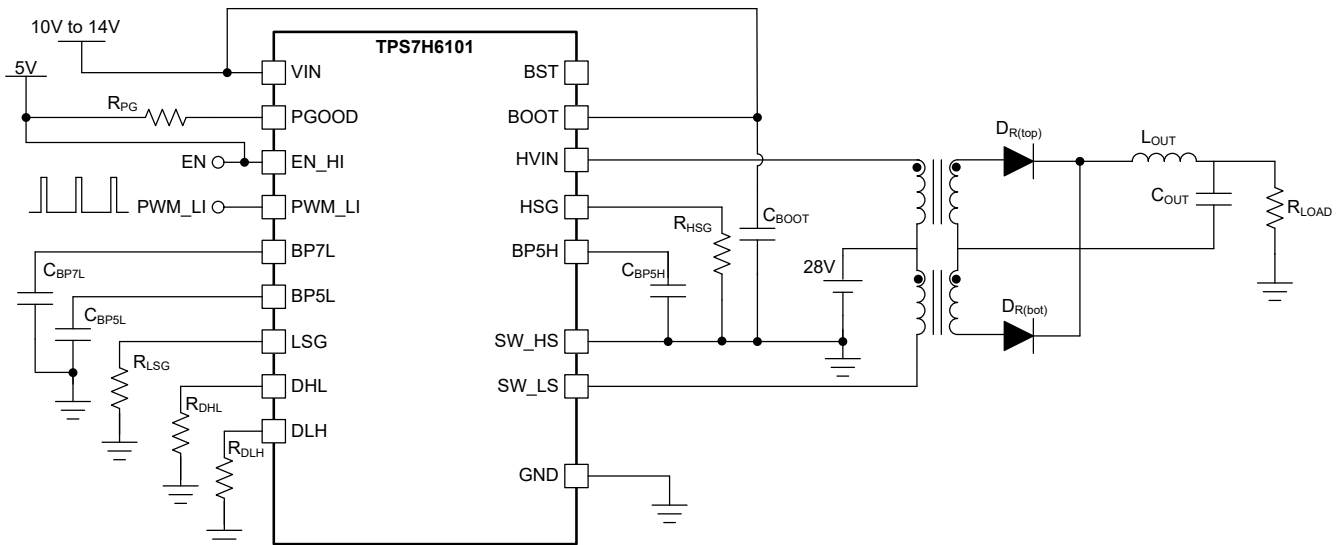 10V to 14V
5V
TPS7H6101
VIN
BST
RPG
PGOOD
BOOT
DR(top)
LOUT
EN
EN_HI
HVIN
PWM_LI
PWM_LI
HSG
RHSG
CBOOT
COUT
RLOAD
CBP7L
BP7L
BP5H
CBP5H
28V
CBP5L
BP5L
DR(bot)
RLSG
LSG
SW_HS
RDHL
DHL
SW_LS
RDLH
DLH
GND